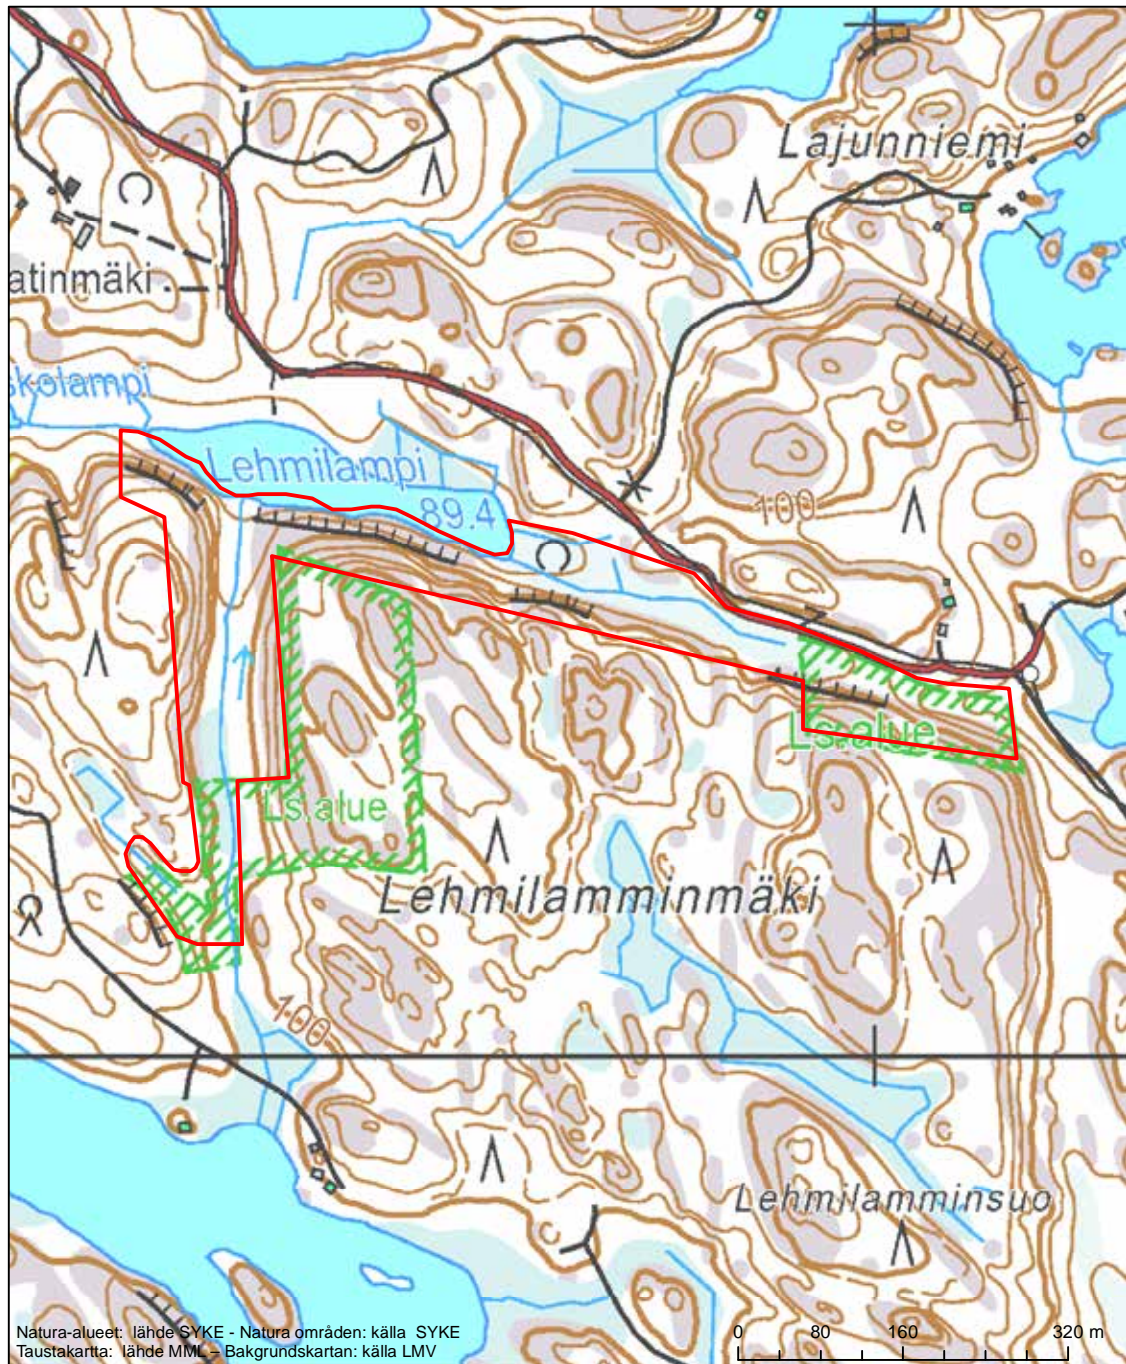 Lajunniemi
atinmäki
skolampi
Lehmilampi
89.4
100
Ls.alue
Ls.alue
Lehmilamminmäki
100
Lehmilamminsuo
Natura-alueet: lähde SYKE - Natura områden: källa SYKE
Taustakartta: lähde MML – Bakgrundskartan: källa LMV
0 80 160 320 m